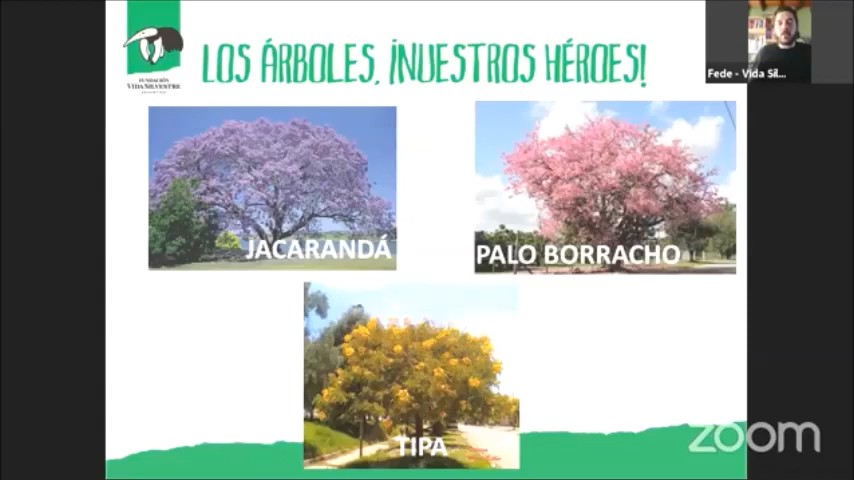 LOS ÁRBOLES, ¡NUESTROS HÉROES!
FUNDACIÓN
VIDA SILVESTRE
Fede - Vida Sil...
JACARANDÁ
PALO BORRACHO
TIPA
zoom